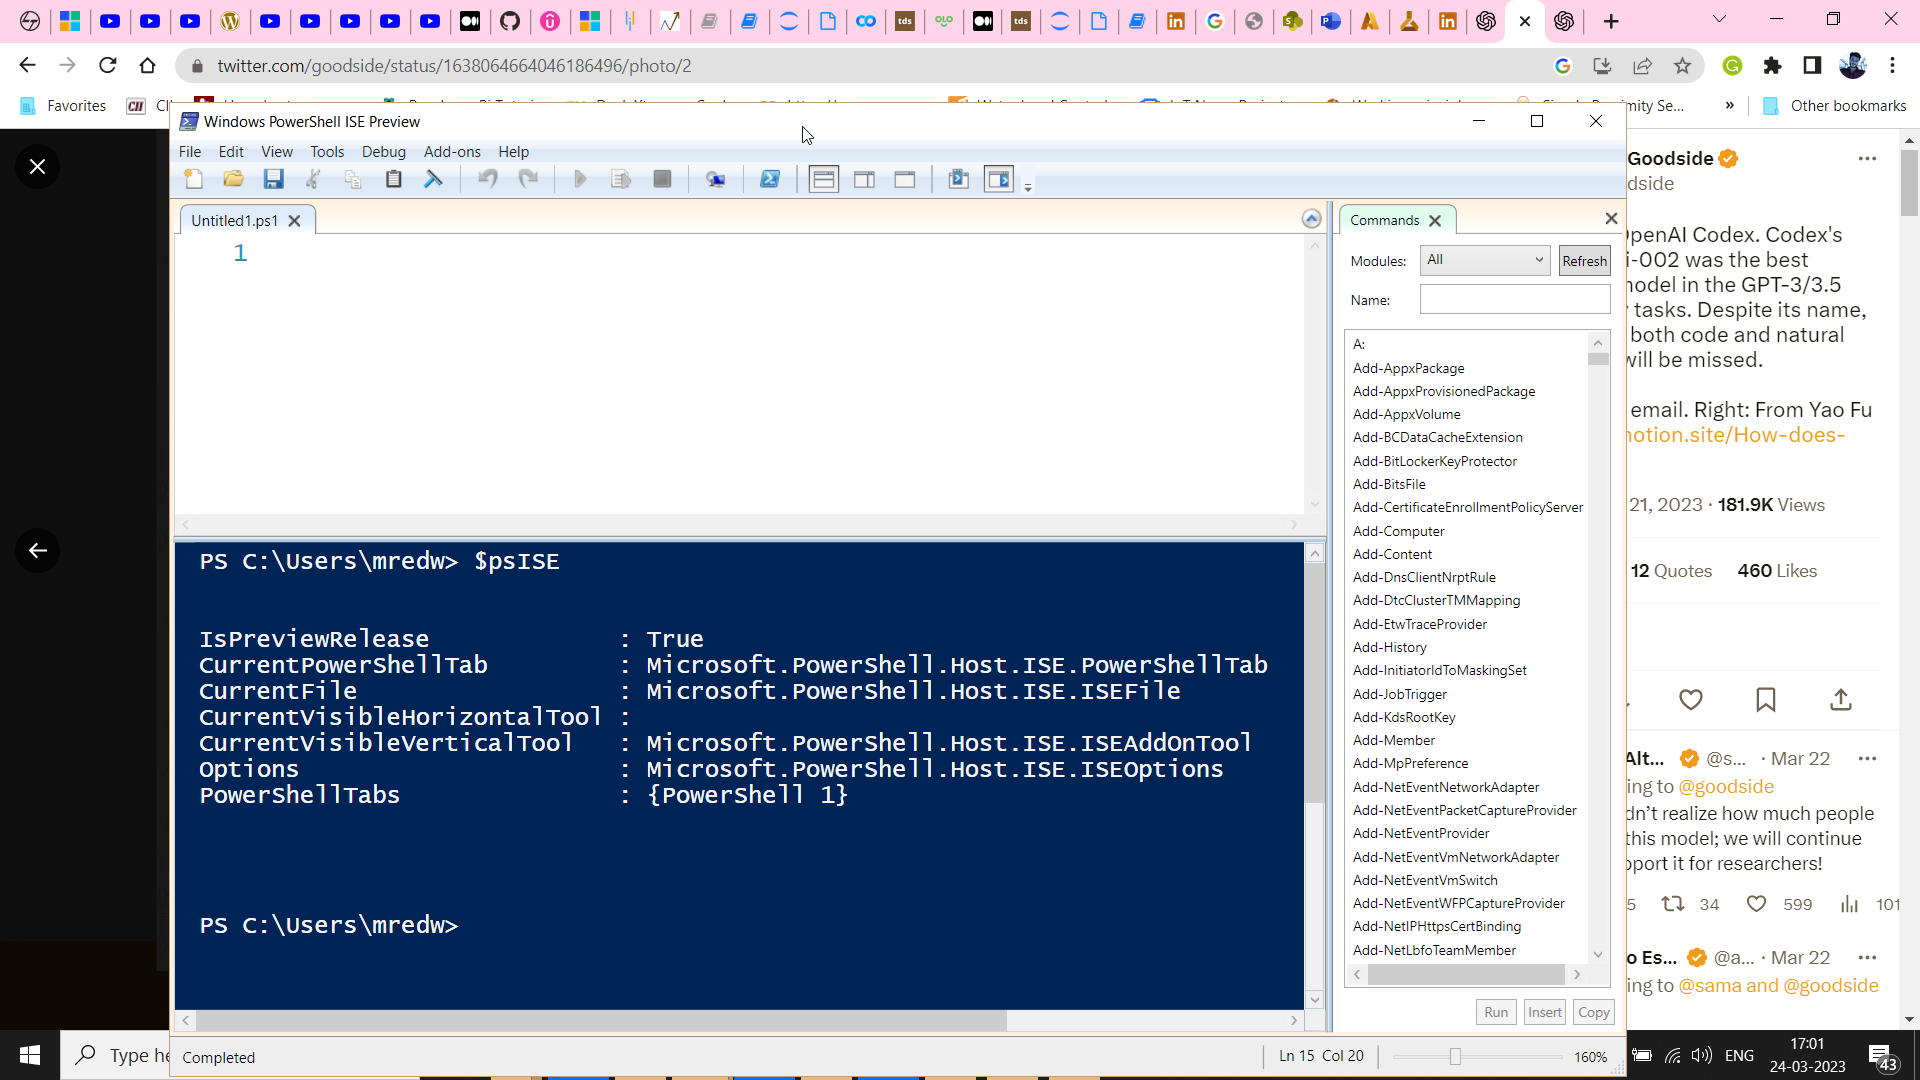 twitter.com/goodside/status/1638064664046186496/photo/2
Favorites
Other bookmarks
Windows PowerShell ISE Preview
File Edit View Tools Debug Add-ons Help
Untitled1.ps1
1
PS C:\Users\mredw> $psISE
IsPreviewRelease : True
CurrentPowerShellTab : Microsoft.PowerShell.Host.ISE.PowerShellTab
CurrentFile : Microsoft.PowerShell.Host.ISE.ISEFile
CurrentVisibleHorizontalTool :
CurrentVisibleVerticalTool : Microsoft.PowerShell.Host.ISE.ISEAddOnTool
Options : Microsoft.PowerShell.Host.ISE.ISEOptions
PowerShellTabs : {PowerShell 1}
PS C:\Users\mredw>
Completed
Ln 15 Col 20
160%
Commands
Modules: All Refresh
Name:
A:
Add-AppxPackage
Add-AppxProvisionedPackage
Add-AppxVolume
Add-BCDataCacheExtension
Add-BitLockerKeyProtector
Add-BitsFile
Add-CertificateEnrollmentPolicyServer
Add-Computer
Add-Content
Add-DnsClientNrptRule
Add-DtcClusterTMMapping
Add-EtwTraceProvider
Add-History
Add-InitiatorIdToMaskingSet
Add-JobTrigger
Add-KdsRootKey
Add-Member
Add-MpPreference
Add-NetEventNetworkAdapter
Add-NetEventPacketCaptureProvider
Add-NetEventProvider
Add-NetEventVmNetworkAdapter
Add-NetEventVmSwitch
Add-NetEventWFPCaptureProvider
Add-NetIPHttpsCertBinding
Add-NetLbfoTeamMember
Run Insert Copy
Goodside
dside
OpenAI Codex. Codex's
i-002 was the best
model in the GPT-3/3.5
tasks. Despite its name,
both code and natural
will be missed.
email. Right: From Yao Fu
notion.site/How-does-
21, 2023 · 181.9K Views
12 Quotes 460 Likes
Alt... @s... · Mar 22
ing to @goodside
dn't realize how much people
this model; we will continue
pport it for researchers!
5 34 599 101
o Es... @a... · Mar 22
ing to @sama and @goodside
Type he
ENG
17:01
24-03-2023
43